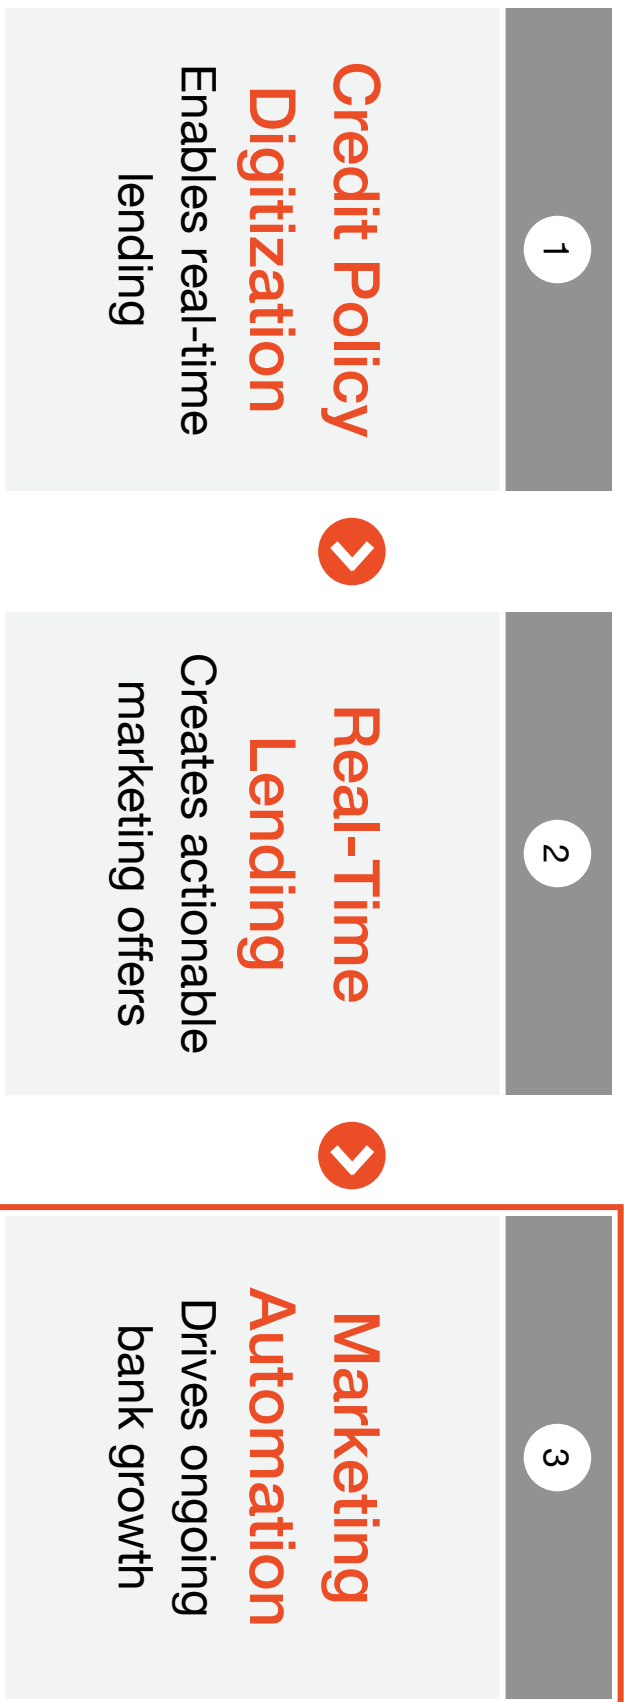 1
Credit Policy
Digitization
Enables real-time
lending
2
Real-Time
Lending
Creates actionable
marketing offers
3
Marketing
Automation
Drives ongoing
bank growth